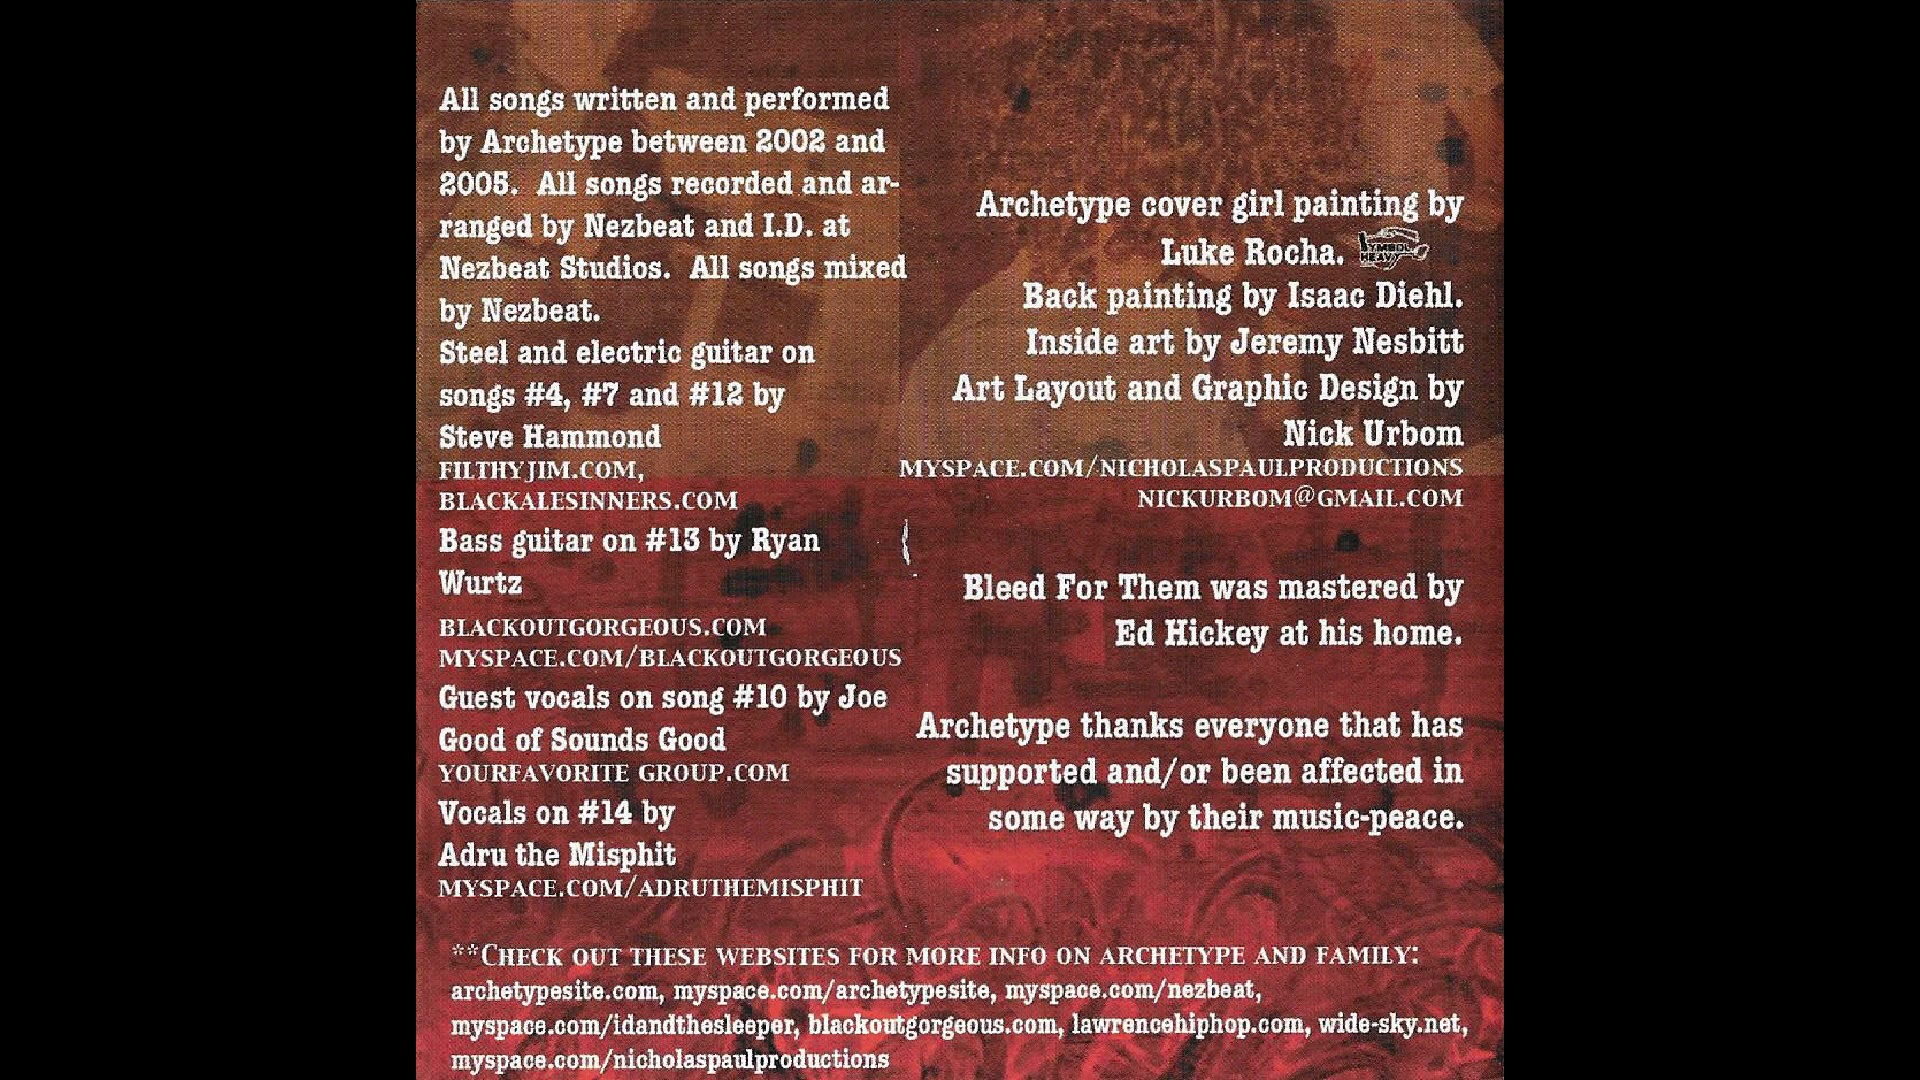 All songs written and performed
by Archetype between 2002 and
2005. All songs recorded and ar-
ranged by Nezbeat and I.D. at
Nezbeat Studios. All songs mixed
by Nezbeat.
Steel and electric guitar on
songs #4, #7 and #12 by
Steve Hammond
FILTHYJIM.COM,
BLACKALESINNERS.COM
Bass guitar on #13 by Ryan
Wurtz
BLACKOUTGORGEOUS.COM
MYSPACE.COM/BLACKOUTGORGEOUS
Guest vocals on song #10 by Joe
Good of Sounds Good
YOURFAVORITE GROUP.COM
Vocals on #14 by
Adru the Misphit
MYSPACE.COM/ADRUTHEMISPHIT
Archetype cover girl painting by
Luke Rocha. SYMBOL
HEAVY
Back painting by Isaac Diehl.
Inside art by Jeremy Nesbitt
Art Layout and Graphic Design by
Nick Urbom
MYSPACE.COM/NICHOLASPAULPRODUCTIONS
NICKURBOM@GMAIL.COM
Bleed For Them was mastered by
Ed Hickey at his home.
Archetype thanks everyone that has
supported and/or been affected in
some way by their music-peace.
**CHECK OUT THESE WEBSITES FOR MORE INFO ON ARCHETYPE AND FAMILY:
archetypesite.com, myspace.com/archetypesite, myspace.com/nezbeat,
myspace.com/idandthesleeper, blackoutgorgeous.com, lawrencehiphop.com, wide-sky.net,
myspace.com/nicholaspaulproductions